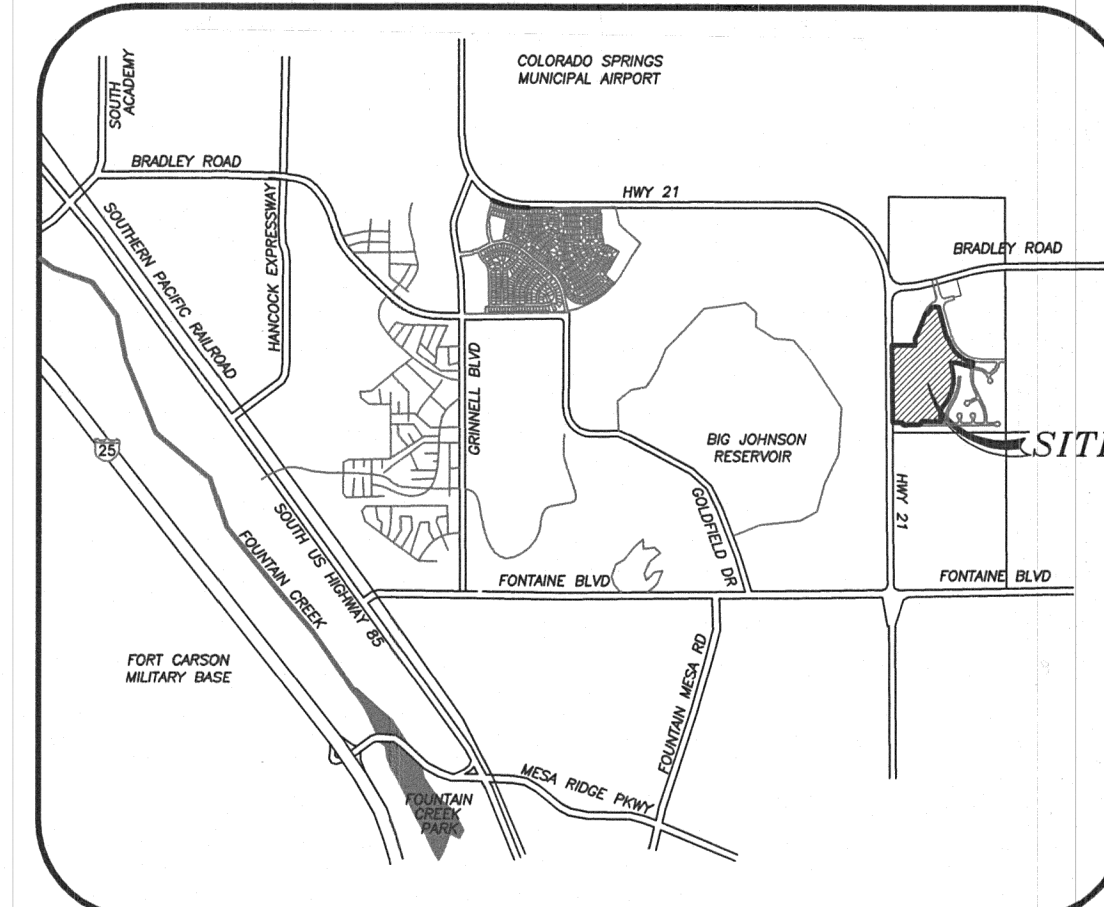 COLORADO SPRINGS
MUNICIPAL AIRPORT
SOUTH
ACADEMY
BRADLEY ROAD
HWY 21
HANCOCK EXPRESSWAY
SOUTHERN PACIFIC RAILROAD
BRADLEY ROAD
GRINNELL BLVD
BIG JOHNSON
RESERVOIR
SITE
25
HWY 21
GOLDFIELD DR
SOUTH US HIGHWAY 85
FOUNTAIN CREEK
FONTAINE BLVD
FONTAINE BLVD
FORT CARSON
MILITARY BASE
FOUNTAIN MESA RD
MESA RIDGE PKWY
FOUNTAIN
CREEK
PARK